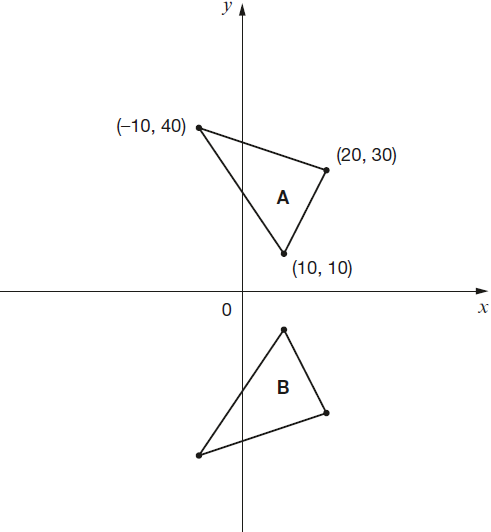 y
(–10, 40)
(20, 30)
A
(10, 10)
0
x
B